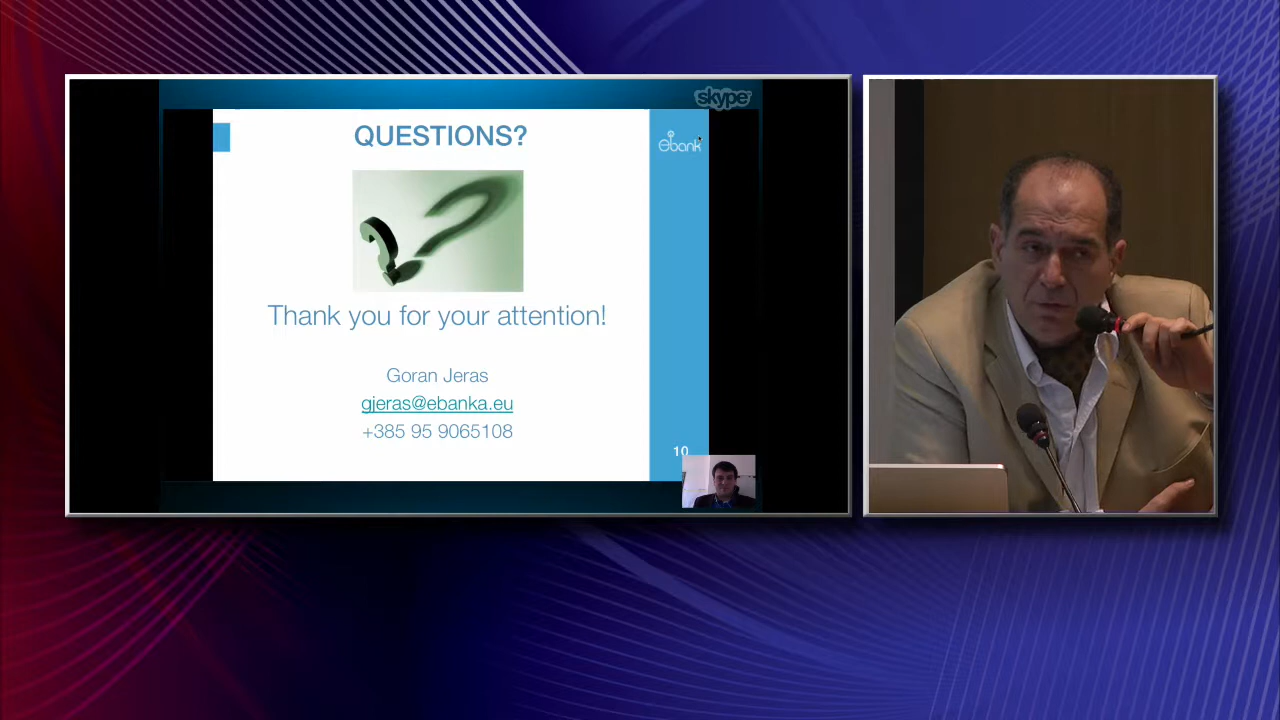 skype
QUESTIONS?
ebank
Thank you for your attention!
Goran Jeras
gjeras@ebanka.eu
+385 95 9065108
10